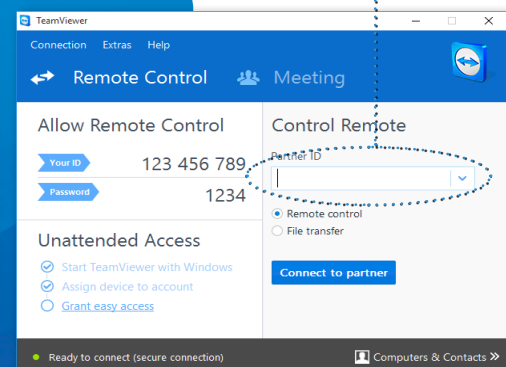 TeamViewer
Connection Extras Help
Remote Control Meeting
Allow Remote Control
Your ID 123 456 789
Password 1234
Unattended Access
Start TeamViewer with Windows
Assign device to account
Grant easy access
Control Remote
Partner ID
Remote control
File transfer
Connect to partner
Ready to connect (secure connection) Computers & Contacts